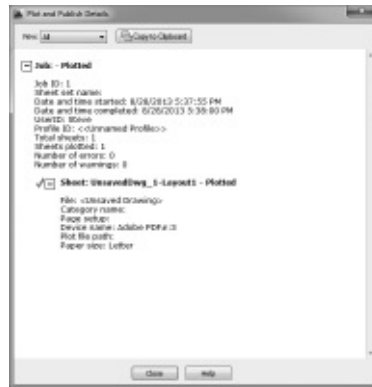 Plot and Publish Details
View: All Copy to Clipboard
Job: - Plotted
Job ID: 1
Sheet set name:
Date and time started: 8/28/2013 5:37:55 PM
Date and time completed: 8/28/2013 5:38:00 PM
UserID: Steve
Profile ID: <<Unnamed Profile>>
Total sheets: 1
Sheets plotted: 1
Number of errors: 0
Number of warnings: 0
Sheet: UnsavedDwg_1-Layout1 - Plotted
File: <Unsaved Drawing>
Category name:
Page setup:
Device name: Adobe PDF#:3
Plot file path:
Paper size: Letter
Close Help